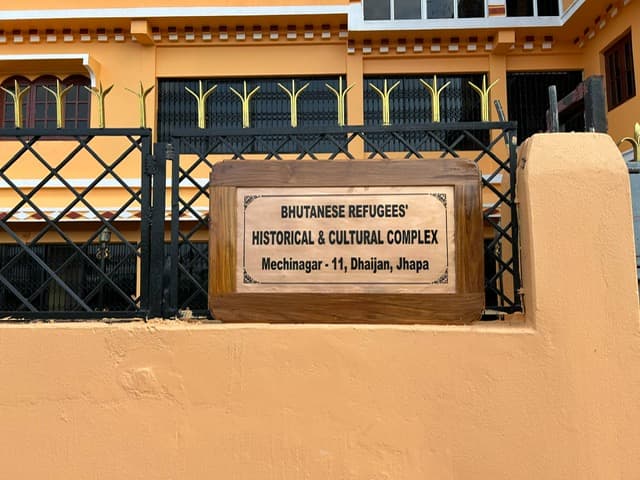 BHUTANESE REFUGEES'
HISTORICAL & CULTURAL COMPLEX
Mechinagar - 11, Dhaijan, Jhapa